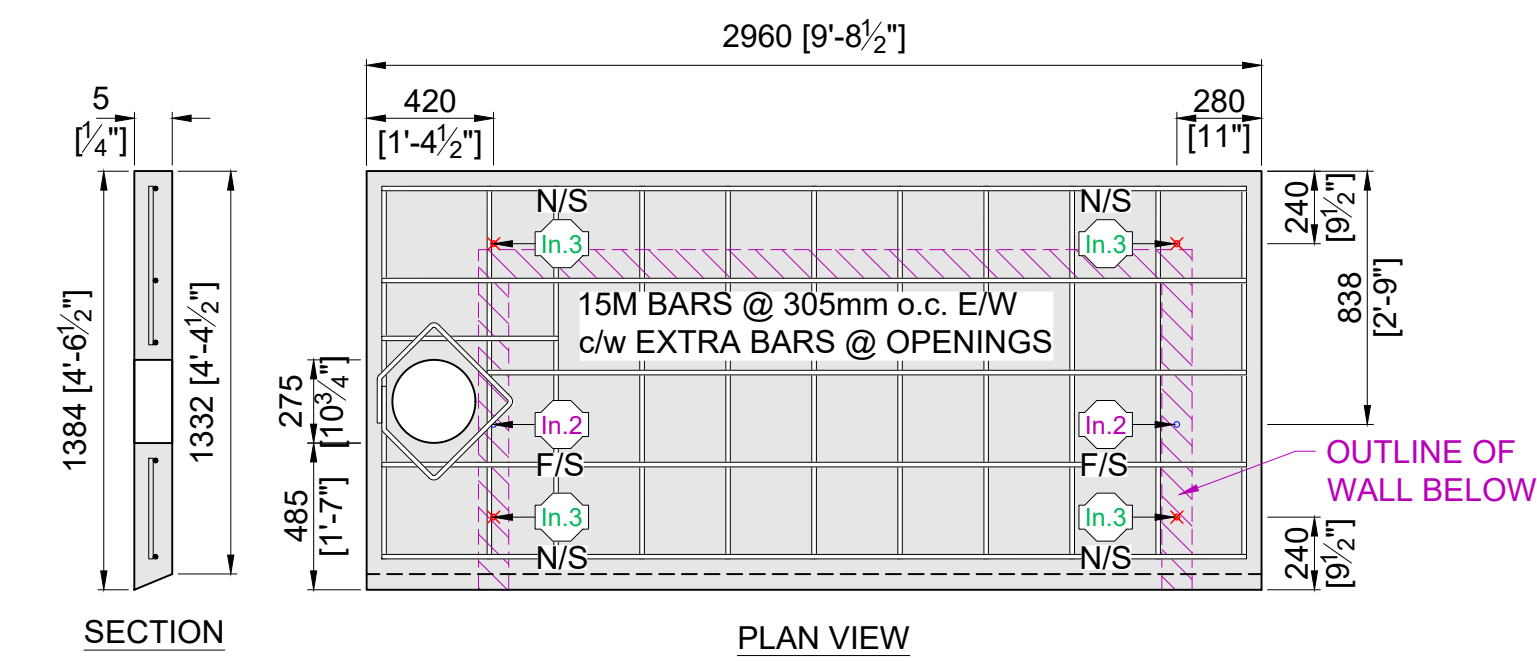 2960 [9'-8½"]
5
[¼"]
420
[1'-4½"]
280
[11"]
N/S
N/S
240
[9½"]
In.3
In.3
15M BARS @ 305mm o.c. E/W
c/w EXTRA BARS @ OPENINGS
838
[2'-9"]
1384 [4'-6½"]
1332 [4'-4½"]
275
[10¾"]
In.2
In.2
F/S
F/S
OUTLINE OF
WALL BELOW
485
[1'-7"]
In.3
In.3
N/S
N/S
240
[9½"]
SECTION
PLAN VIEW